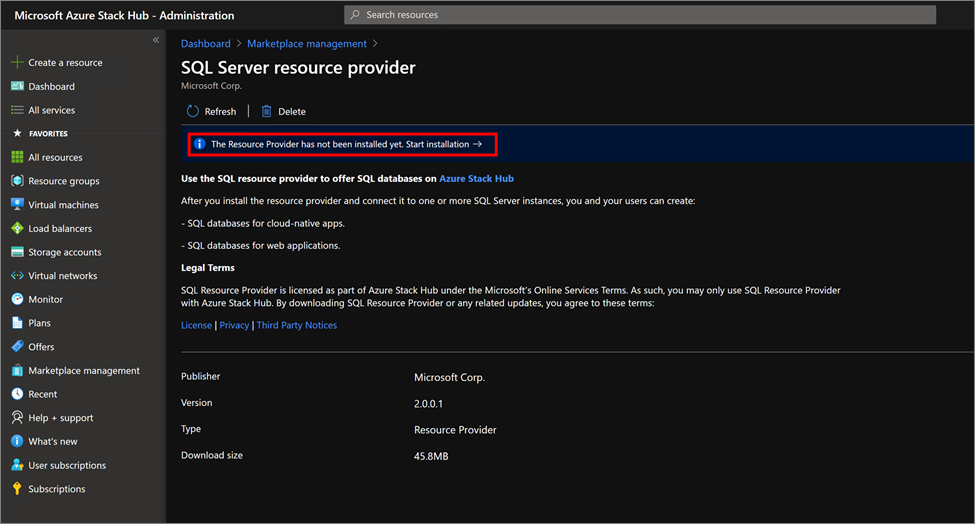 Microsoft Azure Stack Hub - Administration
Search resources
«
Create a resource
Dashboard
All services
FAVORITES
All resources
Resource groups
Virtual machines
Load balancers
Storage accounts
Virtual networks
Monitor
Plans
Offers
Marketplace management
Recent
Help + support
What's new
User subscriptions
Subscriptions
Dashboard > Marketplace management >
SQL Server resource provider
Microsoft Corp.
Refresh | Delete
The Resource Provider has not been installed yet. Start installation →
Use the SQL resource provider to offer SQL databases on Azure Stack Hub
After you install the resource provider and connect it to one or more SQL Server instances, you and your users can create:
- SQL databases for cloud-native apps.
- SQL databases for web applications.
Legal Terms
SQL Resource Provider is licensed as part of Azure Stack Hub under the Microsoft's Online Services Terms. As such, you may only use SQL Resource Provider
with Azure Stack Hub. By downloading SQL Resource Provider or any related updates, you agree to these terms:
License | Privacy | Third Party Notices
Publisher Microsoft Corp.
Version 2.0.0.1
Type Resource Provider
Download size 45.8MB